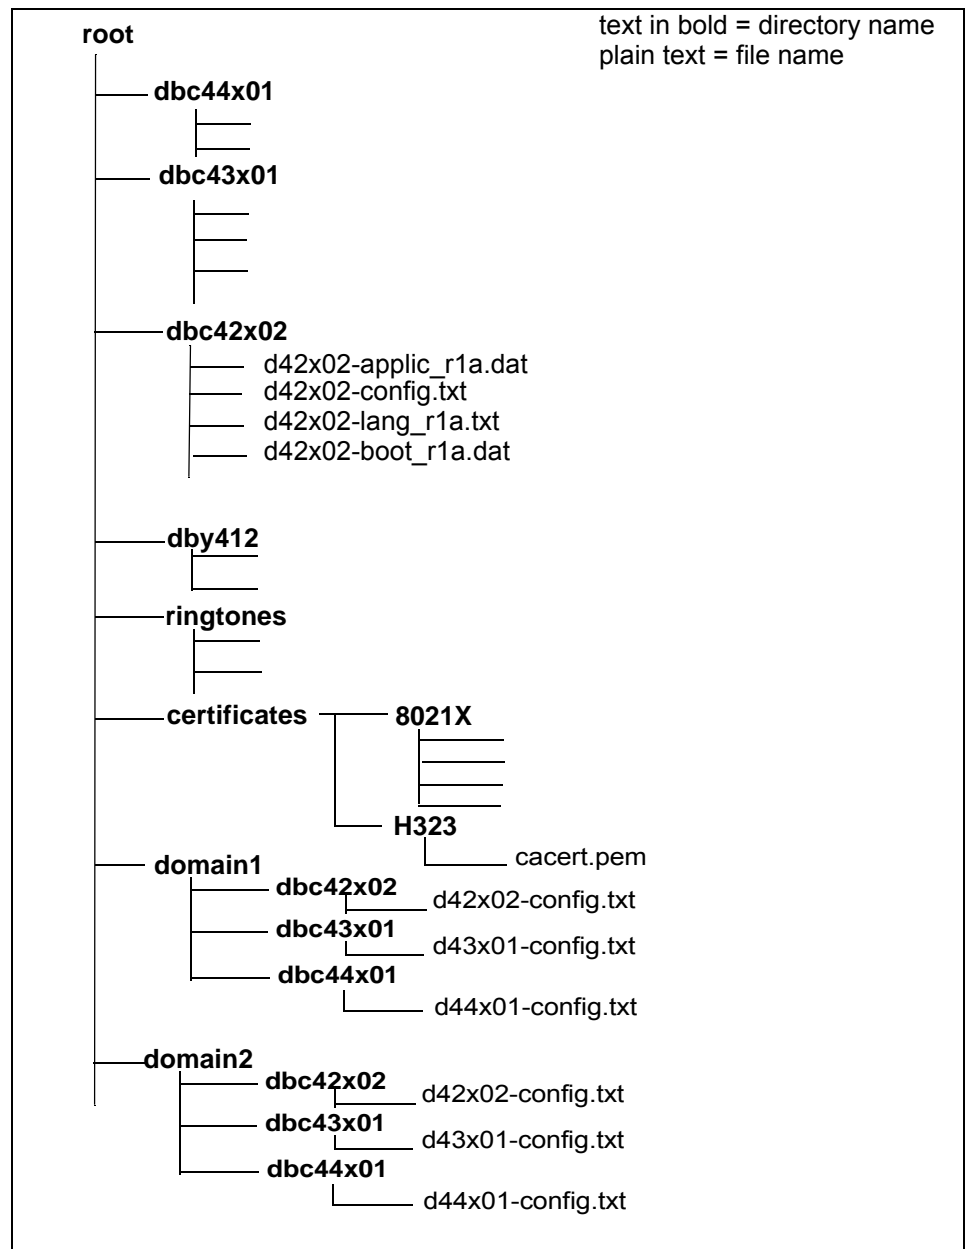 root
text in bold = directory name
plain text = file name
dbc44x01
dbc43x01
dbc42x02
d42x02-applic_r1a.dat
d42x02-config.txt
d42x02-lang_r1a.txt
d42x02-boot_r1a.dat
dby412
ringtones
certificates
8021X
H323
cacert.pem
domain1
dbc42x02
d42x02-config.txt
dbc43x01
d43x01-config.txt
dbc44x01
d44x01-config.txt
domain2
dbc42x02
d42x02-config.txt
dbc43x01
d43x01-config.txt
dbc44x01
d44x01-config.txt